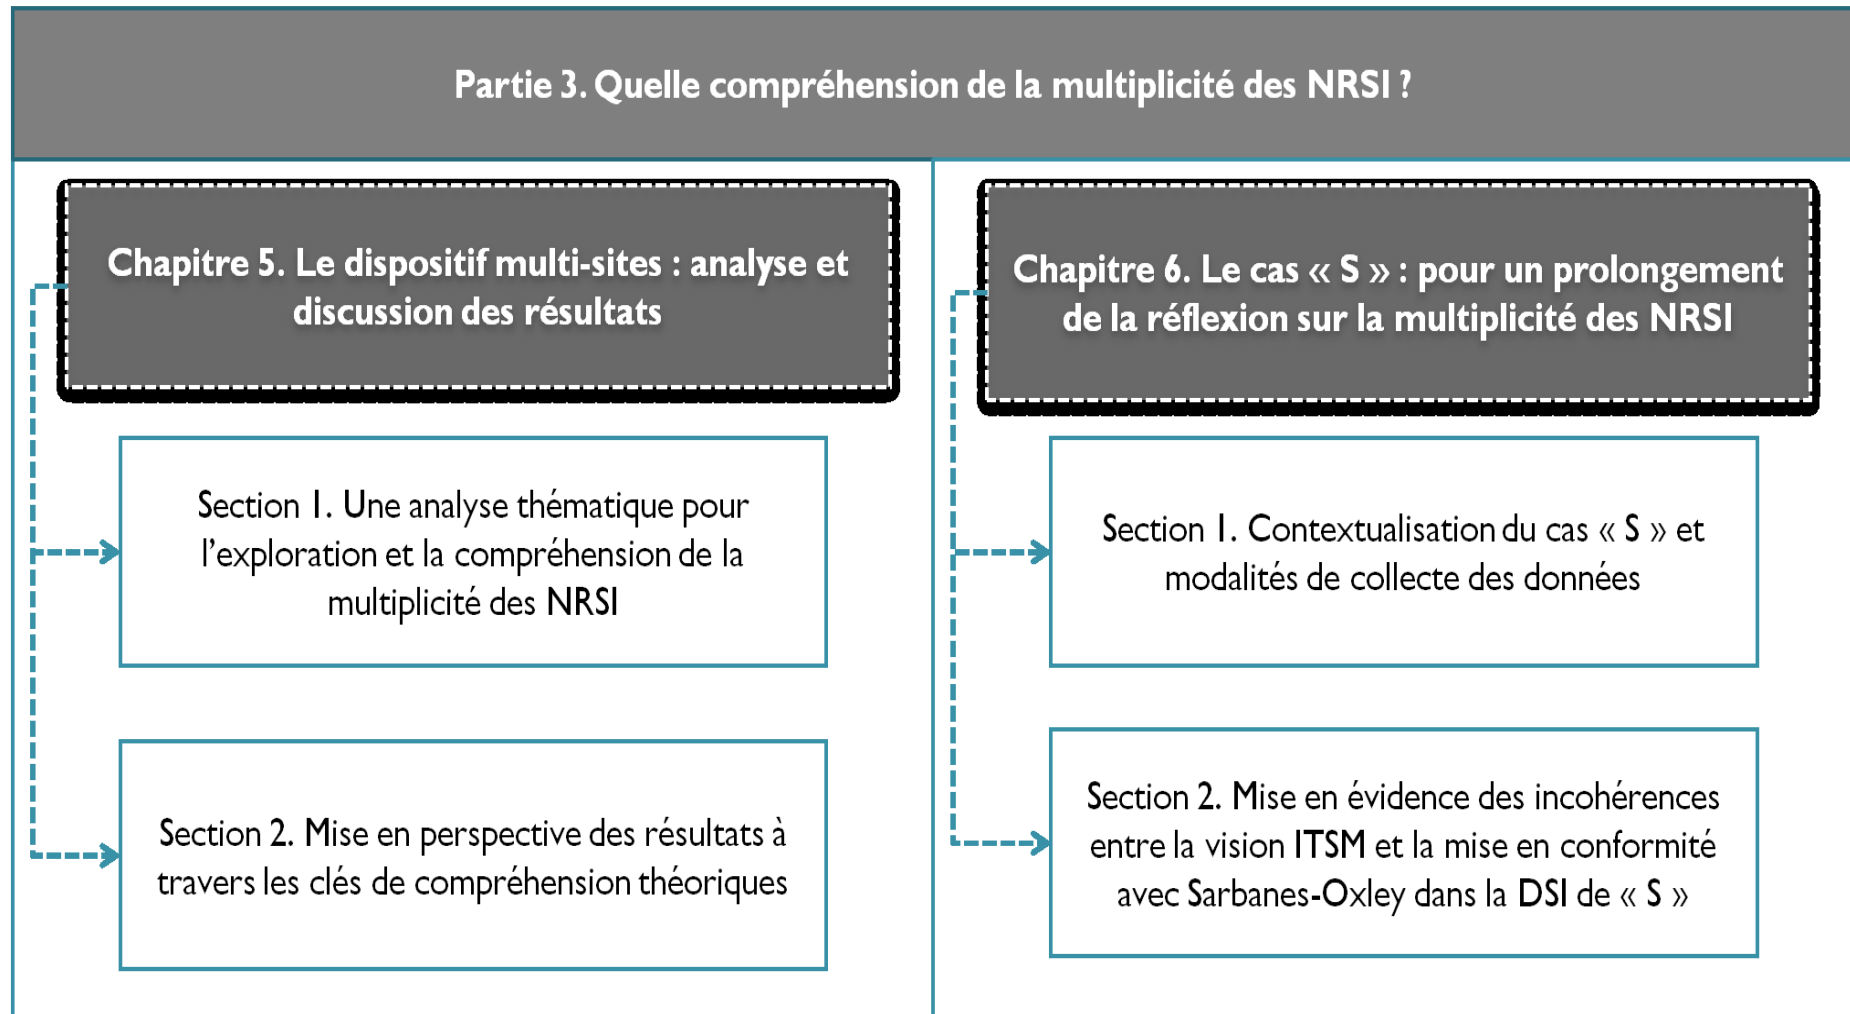 Partie 3. Quelle compréhension de la multiplicité des NRSI ?
Chapitre 5. Le dispositif multi-sites : analyse et
discussion des résultats
Section 1. Une analyse thématique pour
l'exploration et la compréhension de la
multiplicité des NRSI
Section 2. Mise en perspective des résultats à
travers les clés de compréhension théoriques
Chapitre 6. Le cas « S » : pour un prolongement
de la réflexion sur la multiplicité des NRSI
Section 1. Contextualisation du cas « S » et
modalités de collecte des données
Section 2. Mise en évidence des incohérences
entre la vision ITSM et la mise en conformité
avec Sarbanes-Oxley dans la DSI de « S »